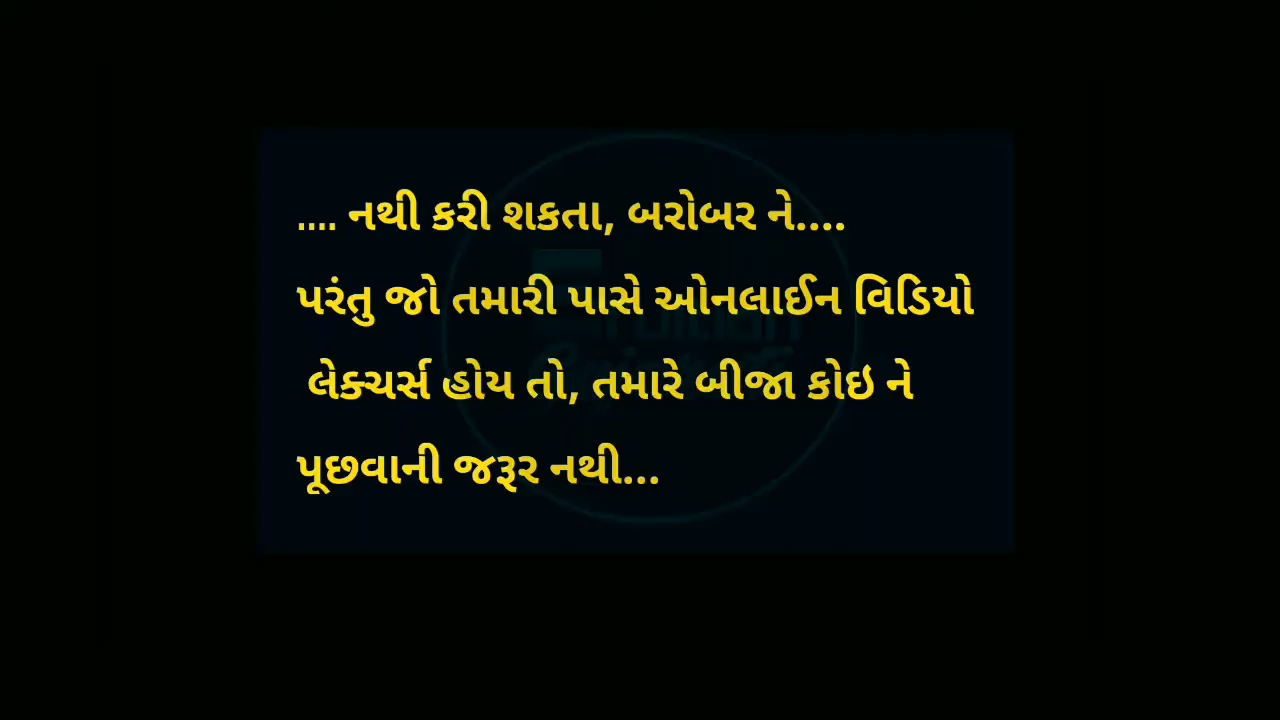 .... નથી કરી શકતા, બરોબર ને....
પરંતુ જો તમારી પાસે ઓનલાઈન વિડિયો
લેક્ચર્સ હોય તો, તમારે બીજા કોઇ ને
પૂછવાની જરૂર નથી...